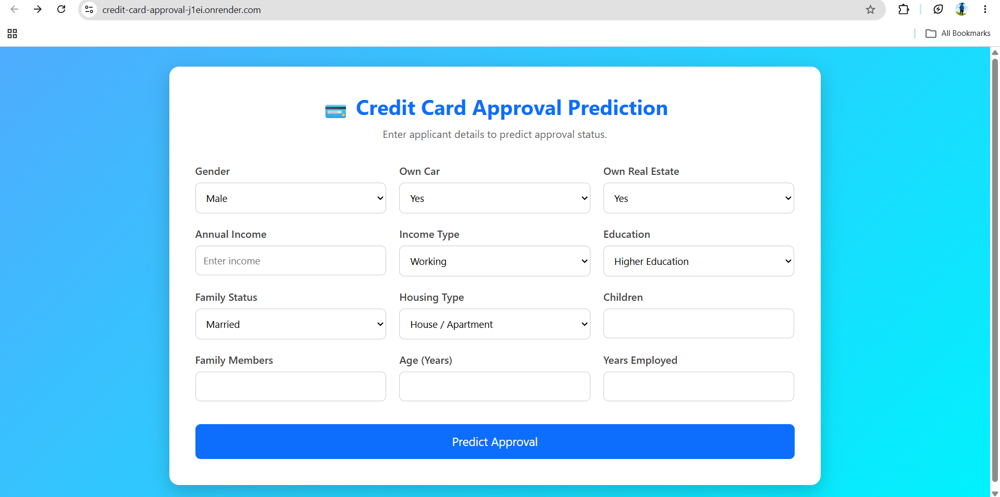 credit-card-approval-j1ei.onrender.com
All Bookmarks
Credit Card Approval Prediction
Enter applicant details to predict approval status.
Gender Own Car Own Real Estate
Male Yes Yes
Annual Income Income Type Education
Enter income Working Higher Education
Family Status Housing Type Children
Married House / Apartment
Family Members Age (Years) Years Employed
Predict Approval